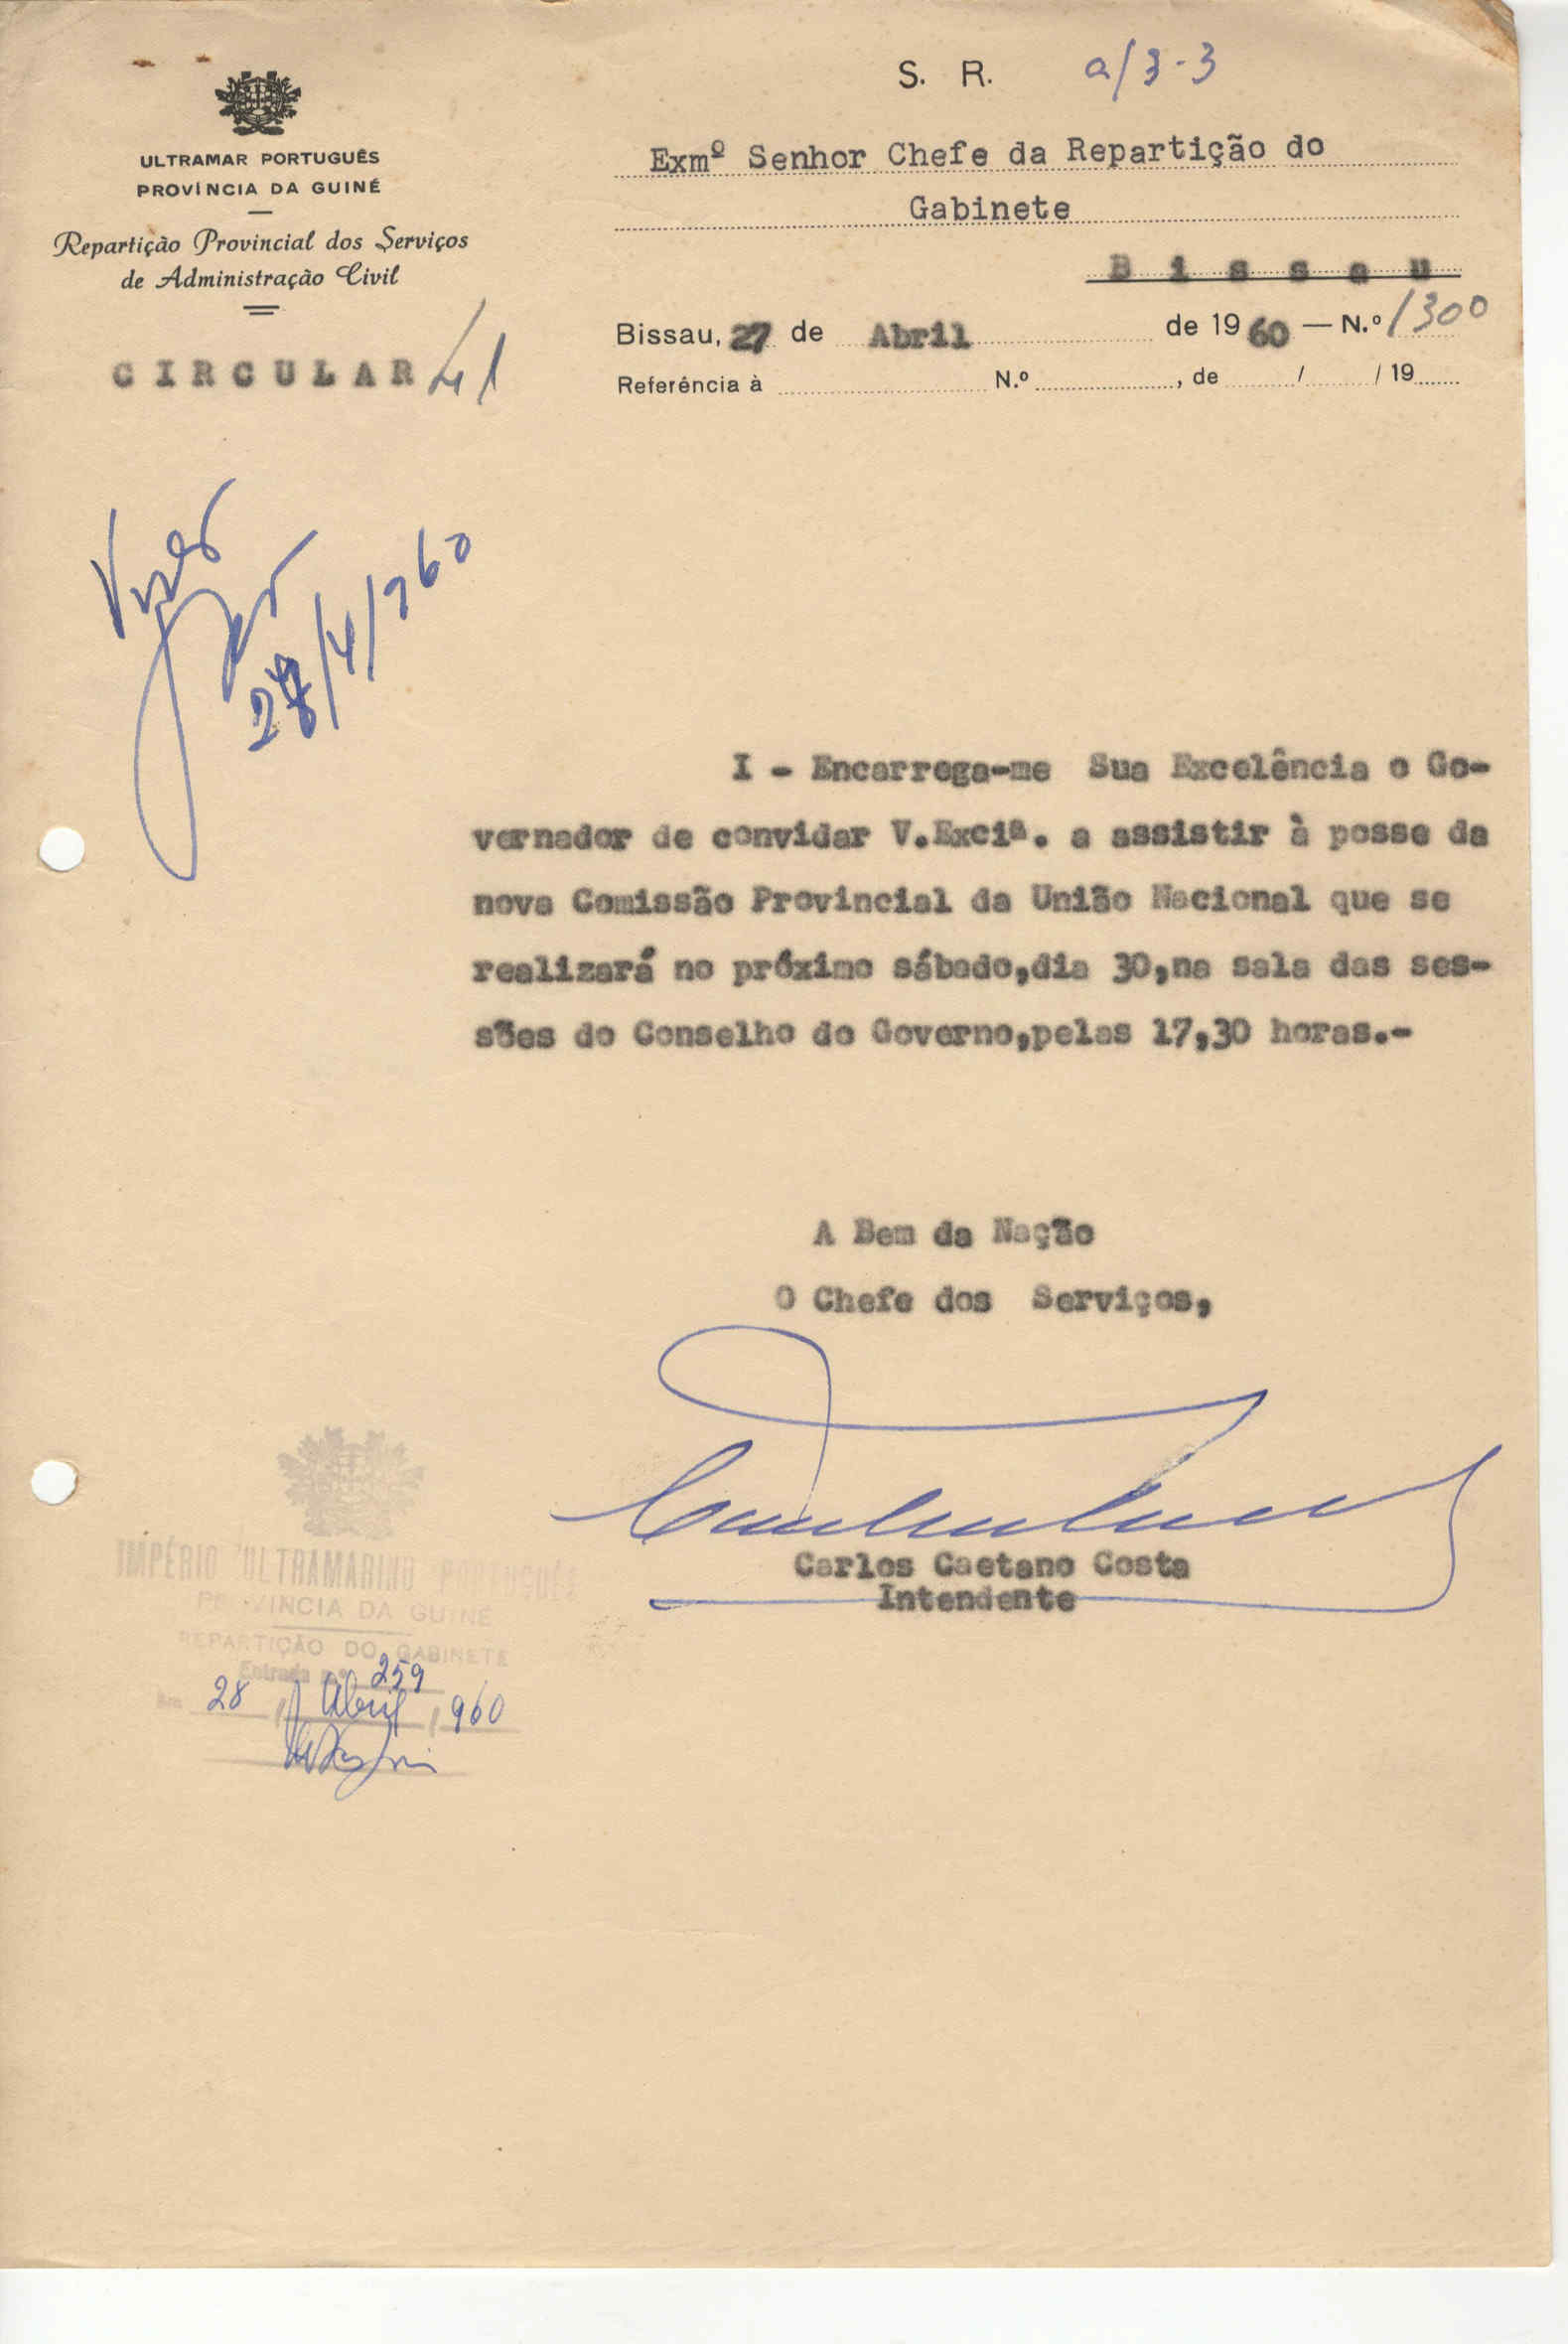 S. R. a/3-3
ULTRAMAR PORTUGUÊS
PROVÍNCIA DA GUINÉ
Repartição Provincial dos Serviços
de Administração Civil
CIRCULAR 41
Exmº Senhor Chefe da Repartição do
Gabinete
Bissau
Bissau, 27 de Abril de 1960 — N.º 1300
Referência à N.º , de / / 19
28/4/960
I - Encarrega-me Sua Excelência o Go-
vernador de convidar V.Exciª. a assistir à posse da
nova Comissão Provincial da União Nacional que se
realizará no próximo sábado,dia 30,na sala das ses-
sões do Conselho do Governo,pelas 17,30 horas.-
A Bem da Nação
O Chefe dos Serviços,
Carlos Caetano Costa
Intendente
IMPÉRIO ULTRAMARINO PORTUGUÊS
PROVINCIA DA GUINÉ
REPARTIÇÃO DO GABINETE
Entrada n.º 259
Em 28 / Abril / 960